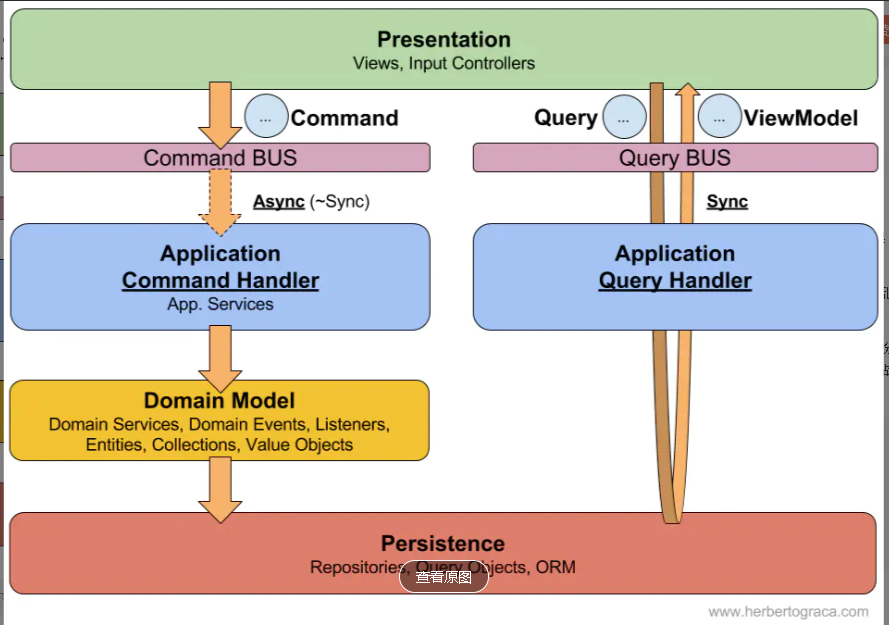 Presentation
Views, Input Controllers
... Command
Query ... ... ViewModel
Command BUS
Query BUS
Async (~Sync)
Sync
Application
Command Handler
App. Services
Application
Query Handler
Domain Model
Domain Services, Domain Events, Listeners,
Entities, Collections, Value Objects
Persistence
Repositories, Query Objects, ORM
查看原图
www.herbertograca.com